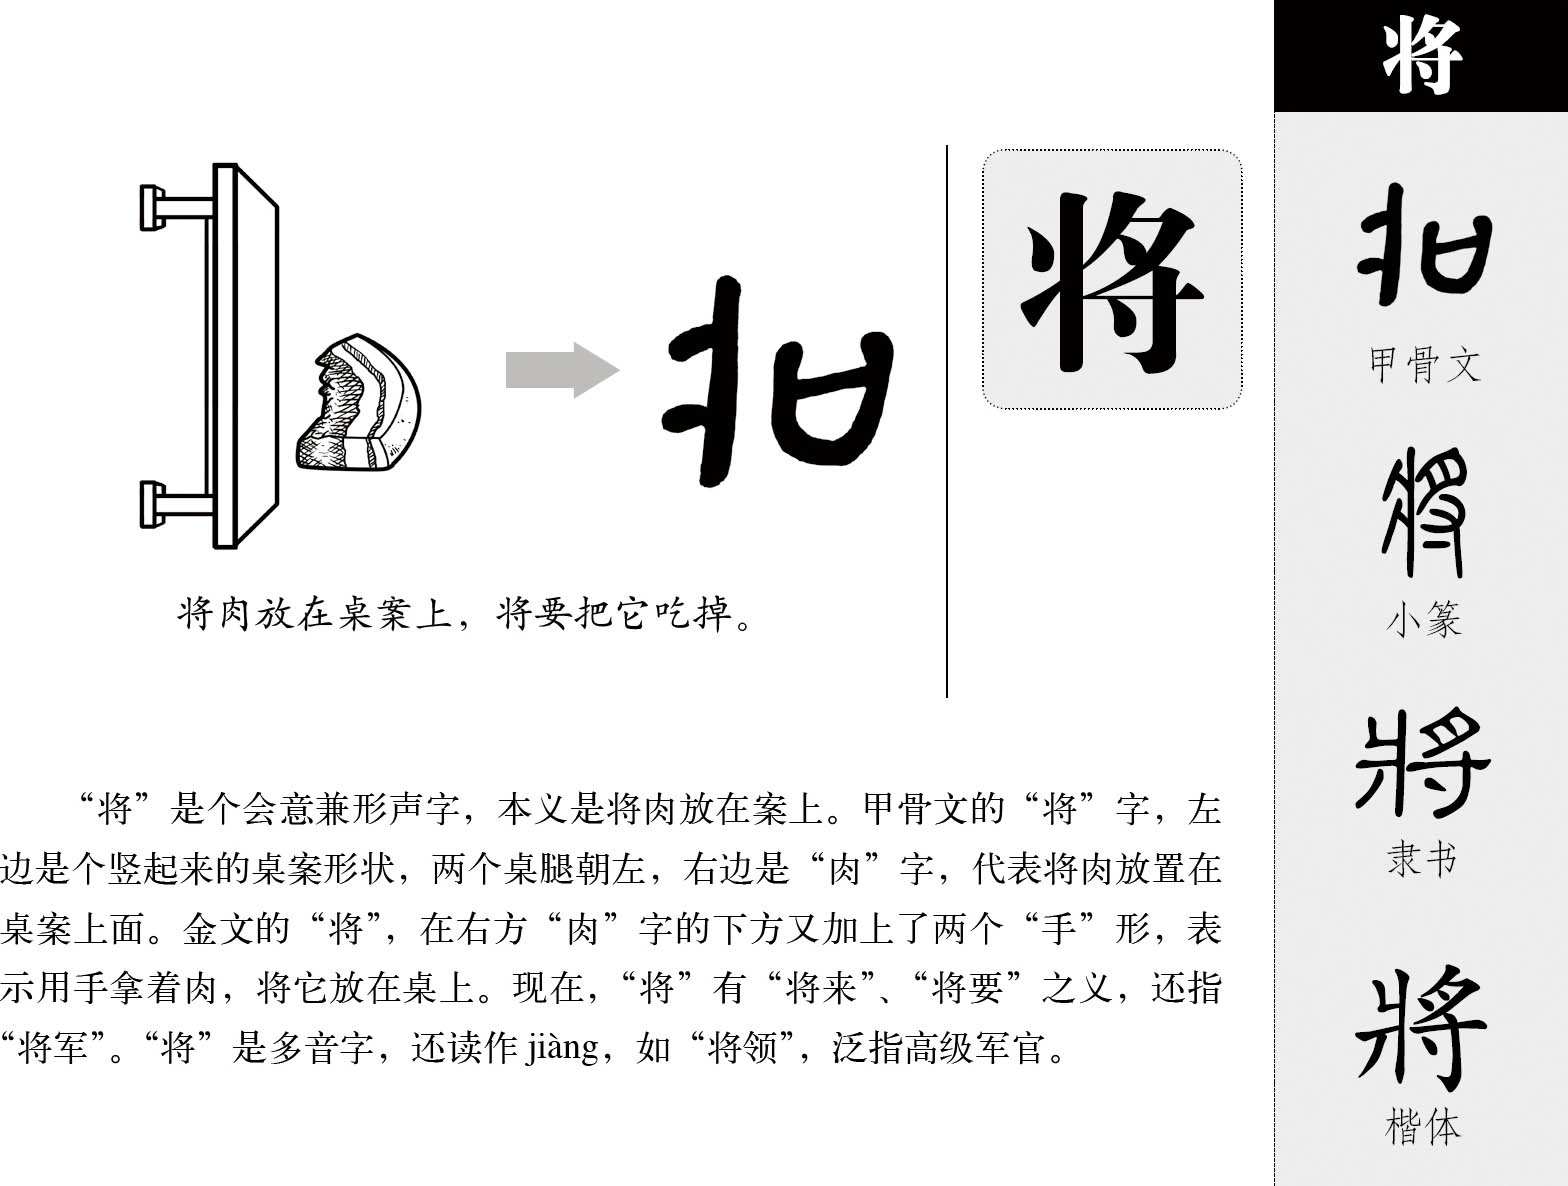 将
将
将肉放在桌案上，将要把它吃掉。
“将”是个会意兼形声字，本义是将肉放在案上。甲骨文的“将”字，左
边是个竖起来的桌案形状，两个桌腿朝左，右边是“肉”字，代表将肉放置在
桌案上面。金文的“将”，在右方“肉”字的下方又加上了两个“手”形，表
示用手拿着肉，将它放在桌上。现在，“将”有“将来”、“将要”之义，还指
“将军”。“将”是多音字，还读作 jiàng，如“将领”，泛指高级军官。
甲骨文
小篆
將
隶书
將
楷体